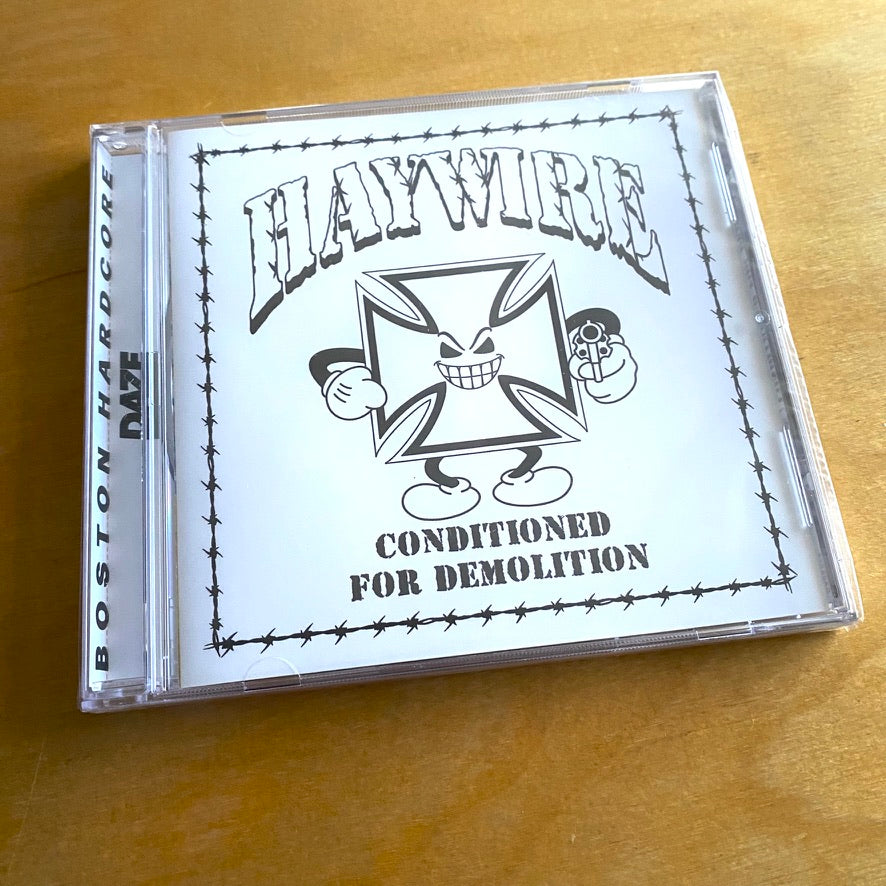 BOSTON HARDCORE
DAZE
HAYWIRE
CONDITIONED
FOR DEMOLITION